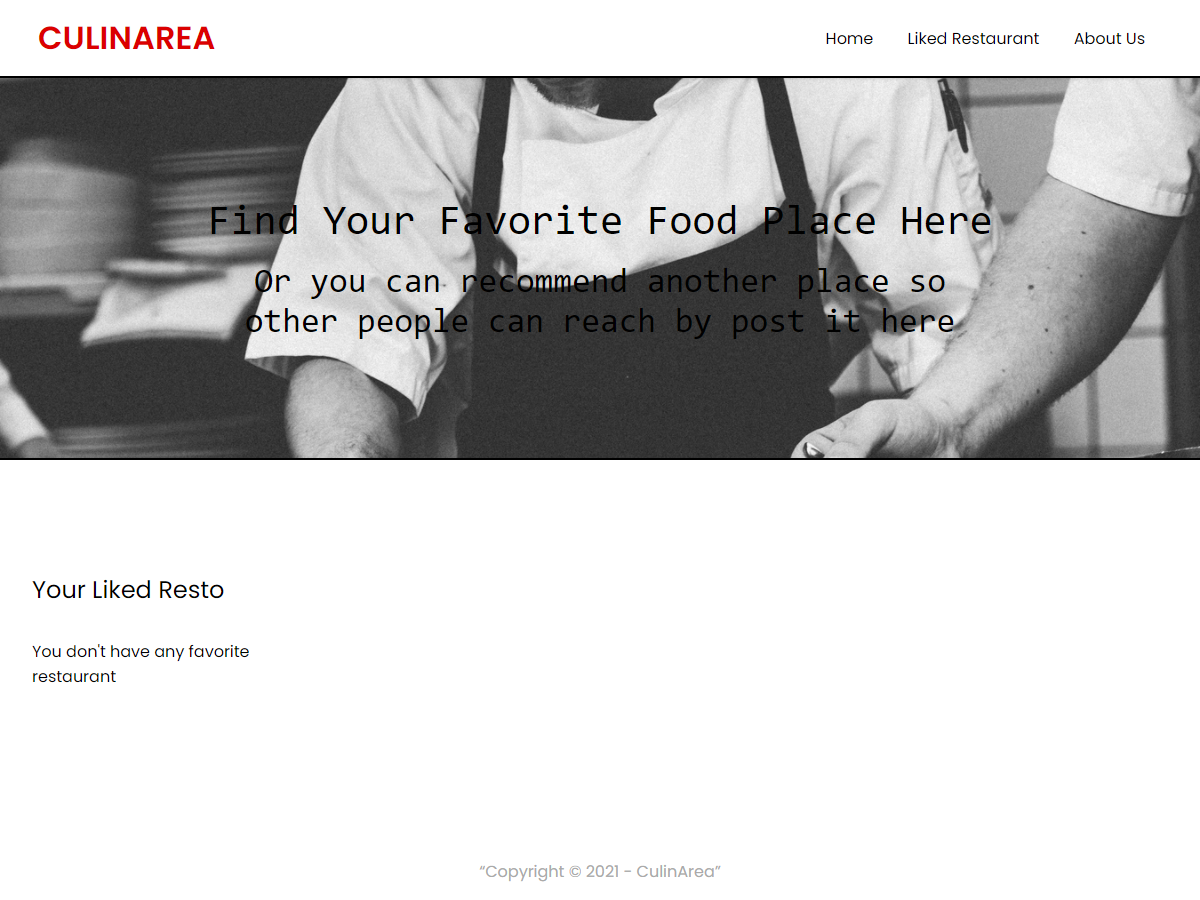 CULINAREA
Home
Liked Restaurant
About Us
Find Your Favorite Food Place Here
Or you can recommend another place so
other people can reach by post it here
Your Liked Resto
You don't have any favorite
restaurant
“Copyright © 2021 - CulinArea”